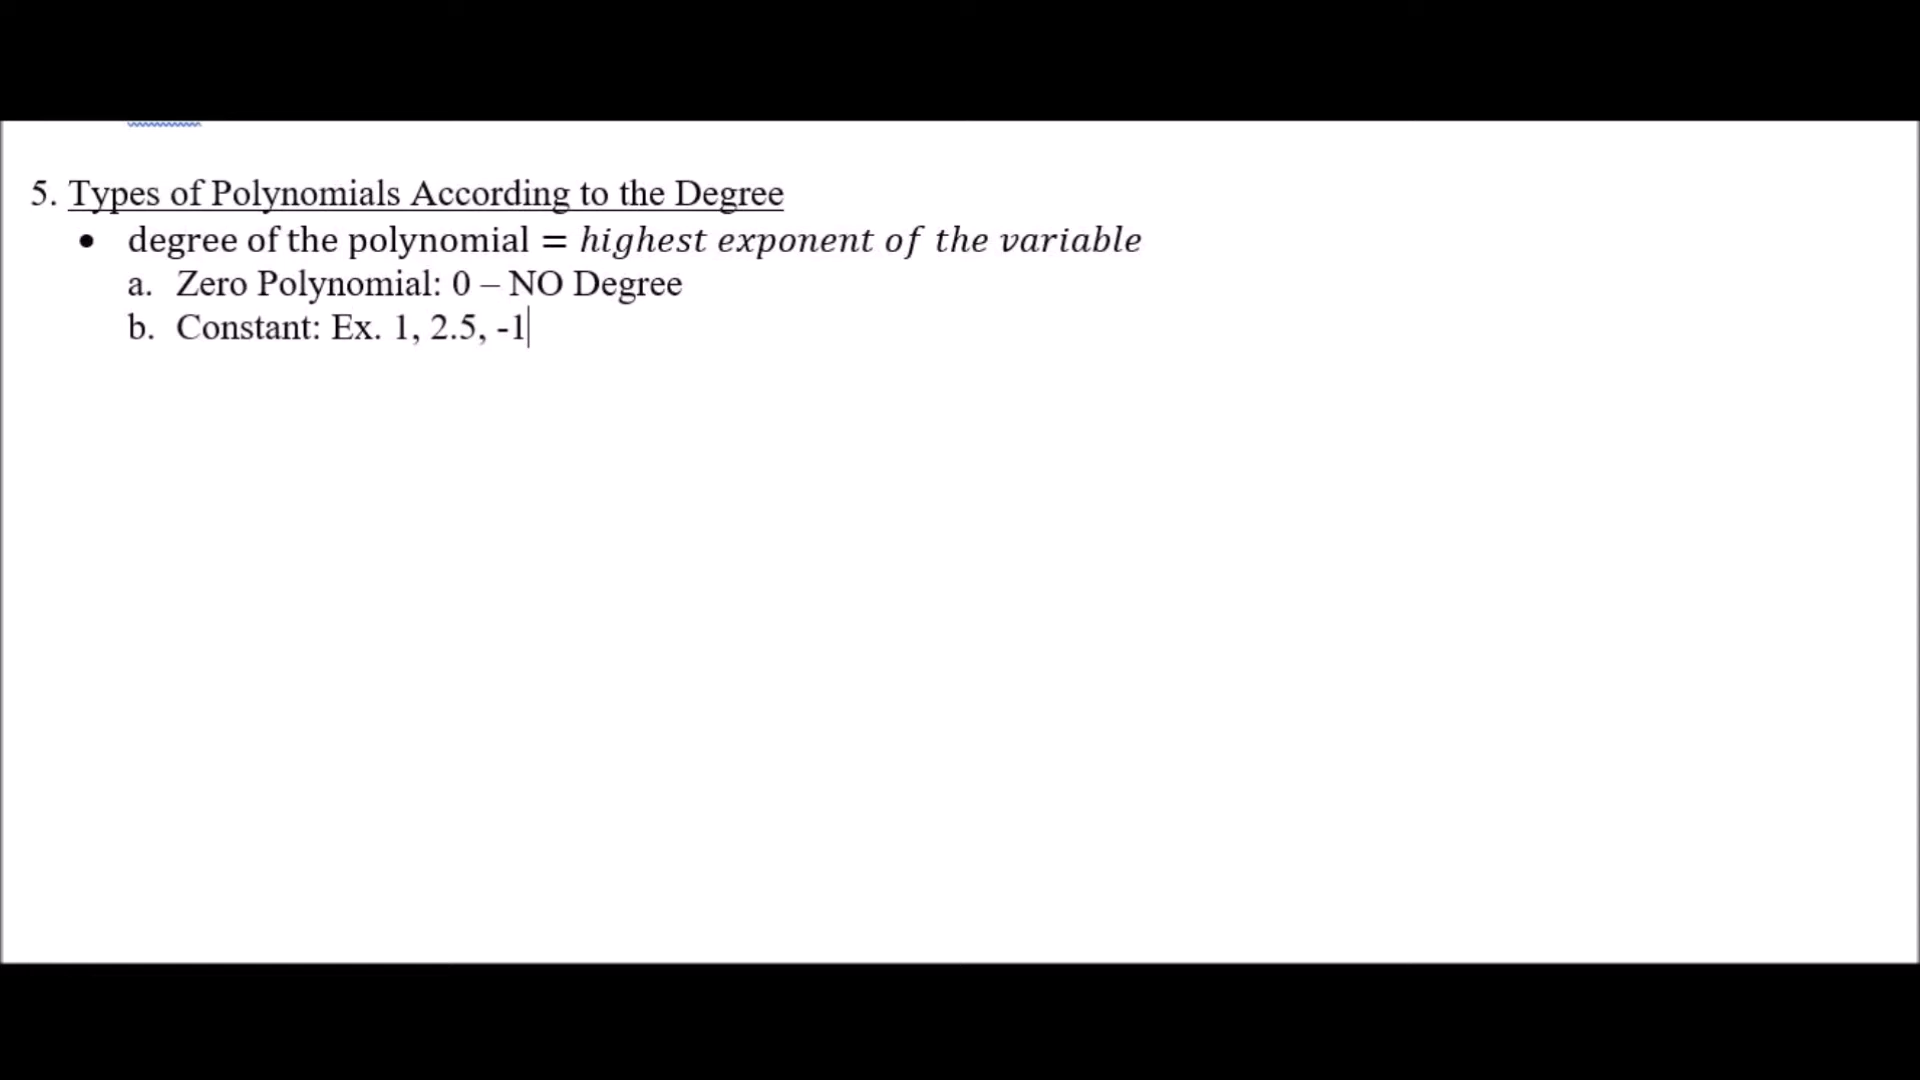 5. Types of Polynomials According to the Degree
• degree of the polynomial = highest exponent of the variable
a. Zero Polynomial: 0 – NO Degree
b. Constant: Ex. 1, 2.5, -1